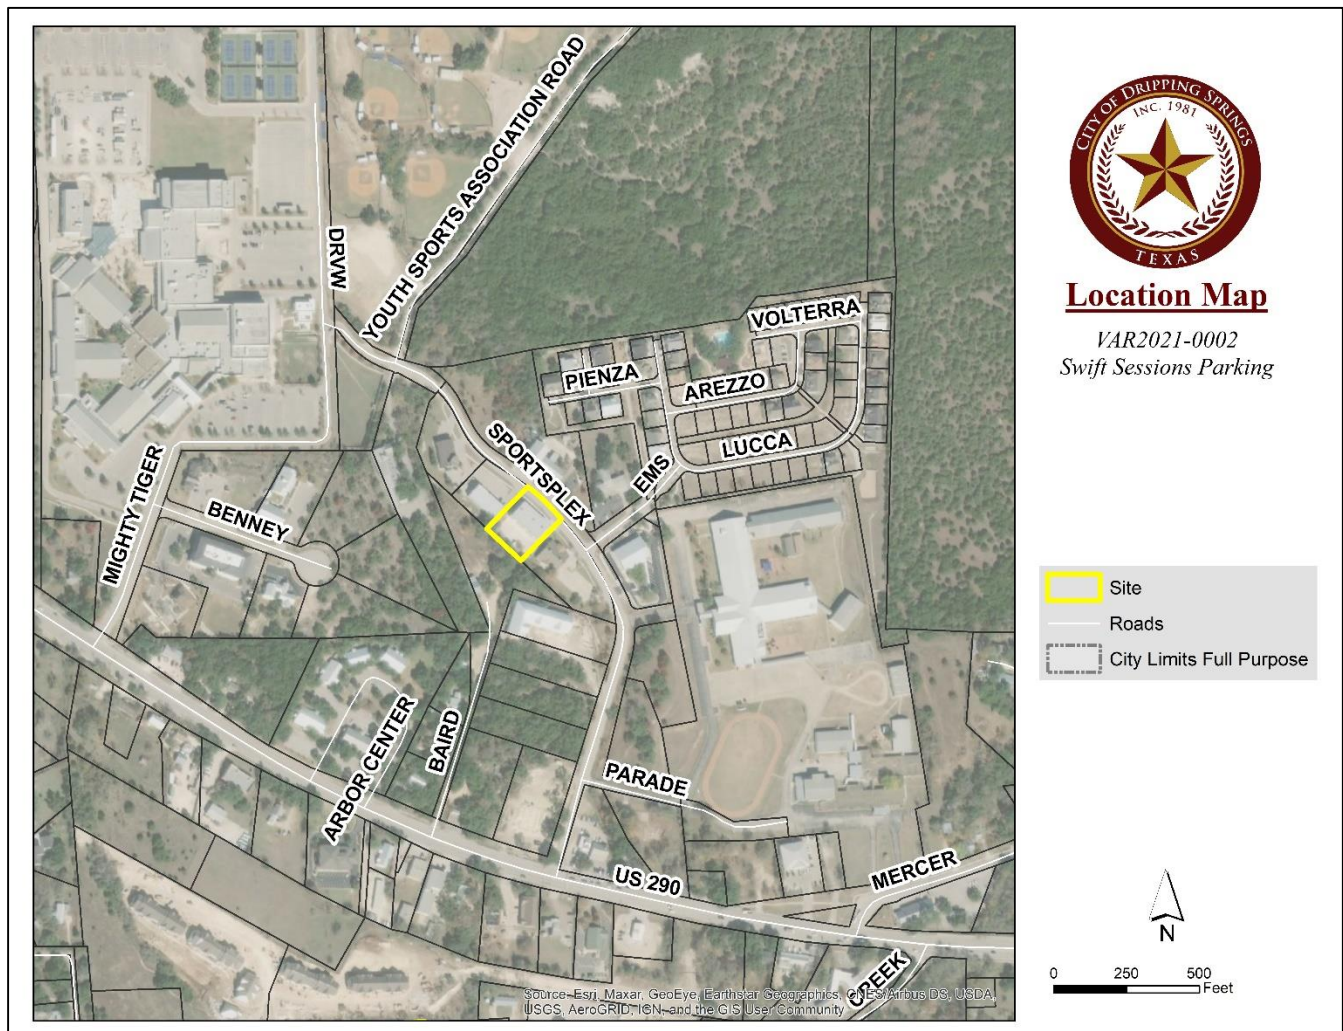 CITY OF DRIPPING SPRINGS
INC. 1981
TEXAS
Location Map
VAR2021-0002
Swift Sessions Parking
YOUTH SPORTS ASSOCIATION ROAD
DRVW
VOLTERRA
PIENZA
AREZZO
LUCCA
SPORTSPLEX
EMS
MIGHTY TIGER
BENNEY
ARBOR CENTER
BAIRD
PARADE
US 290
MERCER
CREEK
Site
Roads
City Limits Full Purpose
N
0 250 500
Feet
Source: Esri, Maxar, GeoEye, Earthstar Geographics, CNES/Airbus DS, USDA,
USGS, AeroGRID, IGN, and the GIS User Community